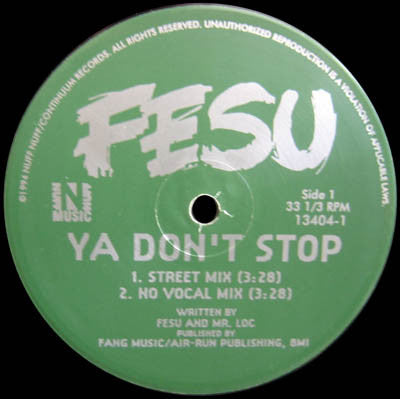 ©1994 NUFF NUFF/CONTINUUM RECORDS. ALL RIGHTS RESERVED. UNAUTHORIZED REPRODUCTION IS A VIOLATION OF APPLICABLE LAWS.
FESU
NUFF NUFF
MUSIC
Side 1
33 1/3 RPM
13404-1
YA DON'T STOP
1. STREET MIX (3:28)
2. NO VOCAL MIX (3:28)
WRITTEN BY
FESU AND MR. LOC
PUBLISHED BY
FANG MUSIC/AIR-RUN PUBLISHING, BMI